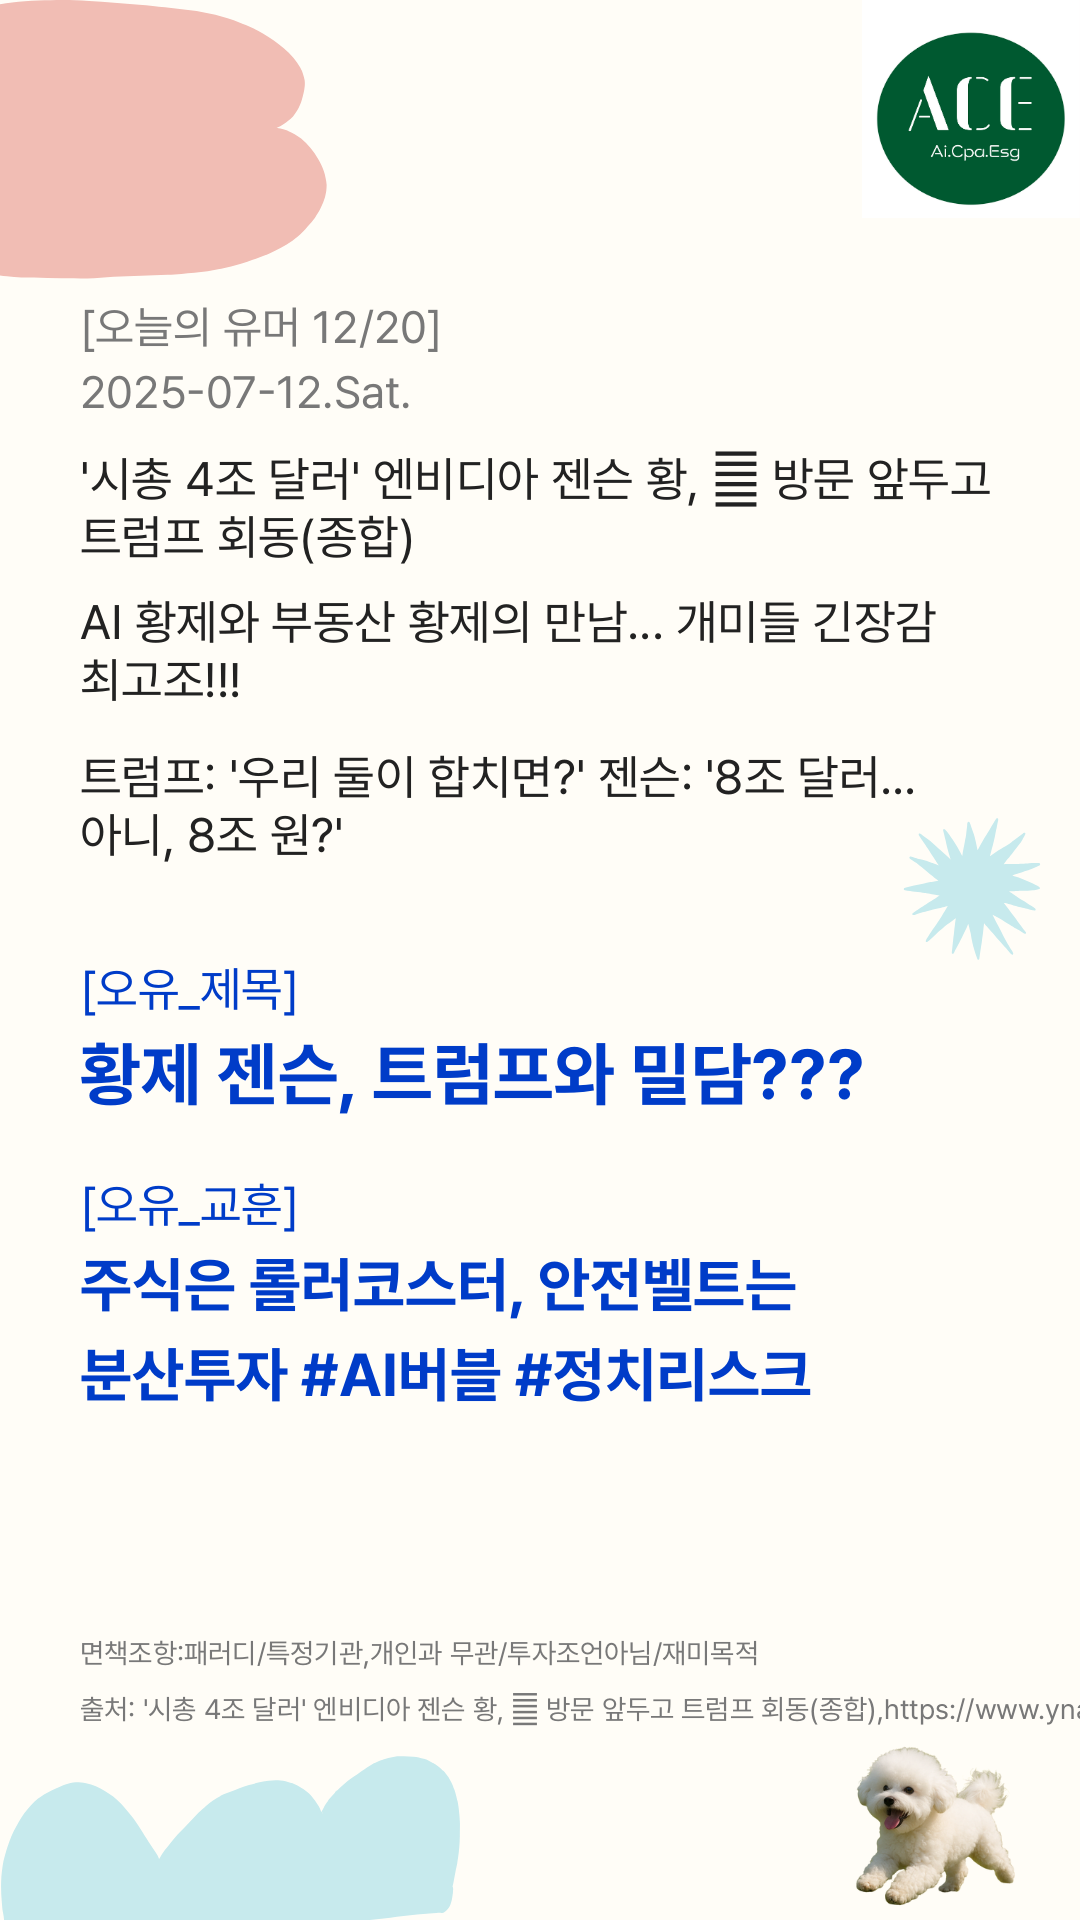 ACE
Ai.Cpa.Esg
[오늘의 유머 12/20]
2025-07-12.Sat.
'시총 4조 달러' 엔비디아 젠슨 황, 방문 앞두고
트럼프 회동(종합)
AI 황제와 부동산 황제의 만남... 개미들 긴장감
최고조!!!
트럼프: '우리 둘이 합치면?' 젠슨: '8조 달러...
아니, 8조 원?'
[오유_제목]
황제 젠슨, 트럼프와 밀담???
[오유_교훈]
주식은 롤러코스터, 안전벨트는
분산투자 #AI버블 #정치리스크
면책조항:패러디/특정기관,개인과 무관/투자조언아님/재미목적
출처: '시총 4조 달러' 엔비디아 젠슨 황, 방문 앞두고 트럼프 회동(종합),https://www.yna